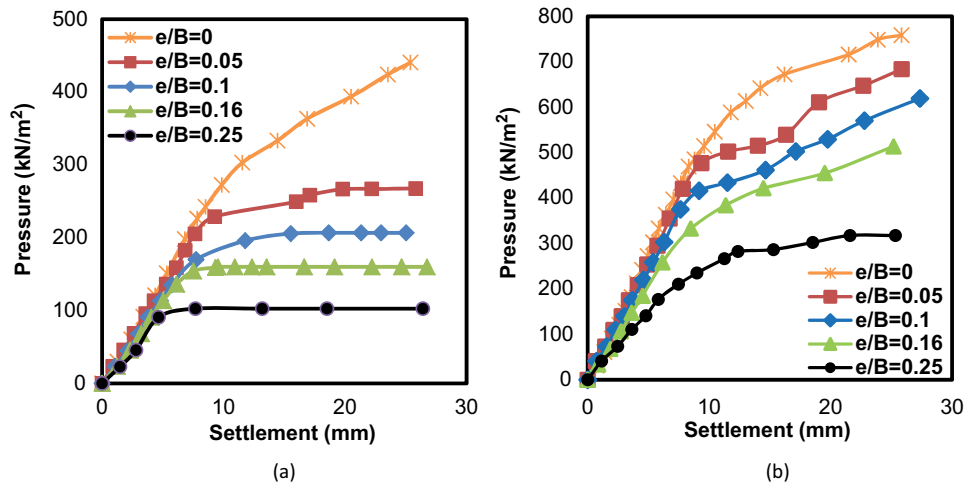 500
400
300
200
100
0
0
10
20
30
Pressure (kN/m²)
Settlement (mm)
e/B=0
e/B=0.05
e/B=0.1
e/B=0.16
e/B=0.25
(a)
800
700
600
500
400
300
200
100
0
0
10
20
30
Pressure (kN/m²)
Settlement (mm)
e/B=0
e/B=0.05
e/B=0.1
e/B=0.16
e/B=0.25
(b)